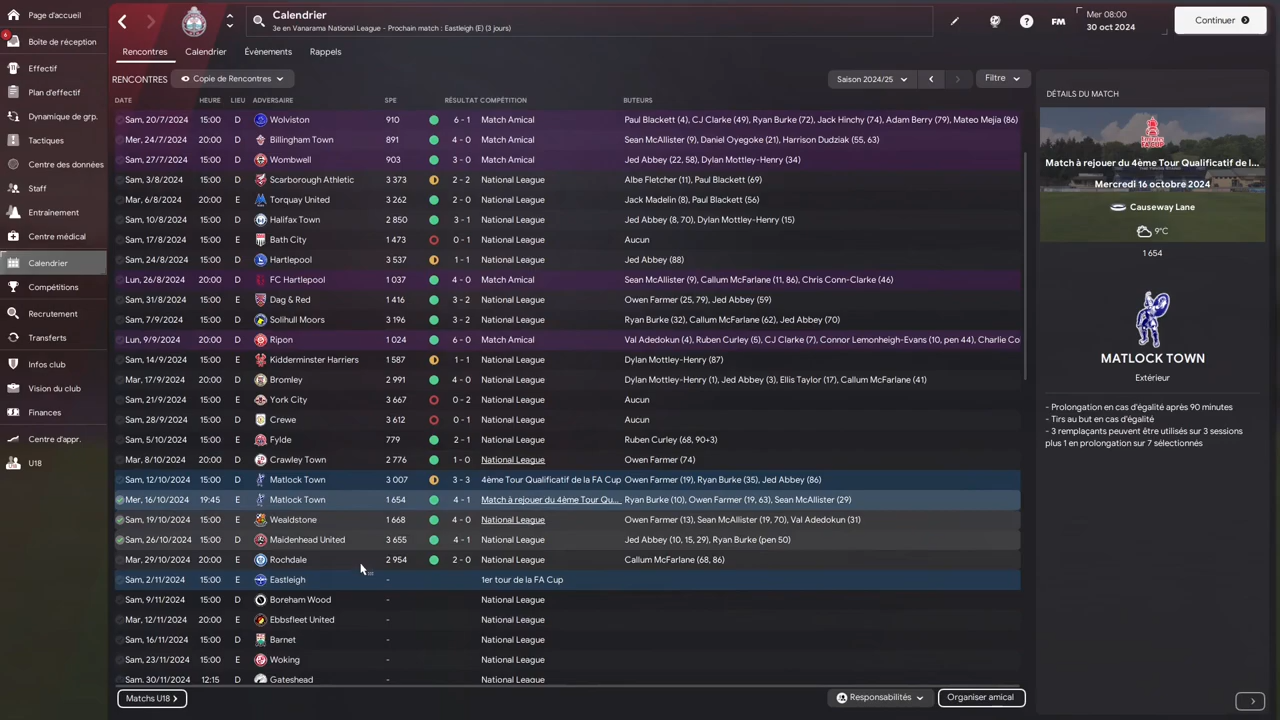 Page d'accueil
6
Boîte de réception
Effectif
Plan d'effectif
Dynamique de grp.
Tactiques
Centre des données
Staff
Entraînement
Centre médical
Calendrier
Compétitions
Recrutement
Transferts
Infos club
Vision du club
Finances
Centre d'appr.
U18
Calendrier
3e en Vanarama National League - Prochain match : Eastleigh (E) (3 jours)
?
FM
Mer 08:00
30 oct 2024
Continuer
Rencontres Calendrier Évènements Rappels
RENCONTRES Copie de Rencontres Saison 2024/25 Filtre
DATE HEURE LIEU ADVERSAIRE SPE RÉSULTAT COMPÉTITION BUTEURS
Sam, 20/7/2024 15:00 D Wolviston 910 6 - 1 Match Amical Paul Blackett (4), CJ Clarke (49), Ryan Burke (72), Jack Hinchy (74), Adam Berry (79), Mateo Mejia (86)
Mer, 24/7/2024 15:00 D Billingham Town 891 4 - 0 Match Amical Sean McAllister (9), Daniel Oyegoke (21), Harrison Dudziak (55, 63)
Sam, 27/7/2024 15:00 D Wombwell 903 3 - 0 Match Amical Jed Abbey (22, 58), Dylan Mottley-Henry (34)
Sam, 3/8/2024 15:00 D Scarborough Athletic 3 373 2 - 2 National League Albe Fletcher (11), Paul Blackett (69)
Mar, 6/8/2024 20:00 E Torquay United 3 262 2 - 0 National League Jack Madelin (8), Paul Blackett (56)
Sam, 10/8/2024 15:00 D Halifax Town 2 850 3 - 1 National League Jed Abbey (8, 70), Dylan Mottley-Henry (15)
Sam, 17/8/2024 15:00 E Bath City 1 473 0 - 1 National League Aucun
Sam, 24/8/2024 15:00 D Hartlepool 3 537 1 - 1 National League Jed Abbey (88)
Lun, 26/8/2024 20:00 D FC Hartlepool 1 037 4 - 0 Match Amical Sean McAllister (9), Callum McFarlane (11, 86), Chris Conn-Clarke (46)
Sam, 31/8/2024 15:00 E Dag & Red 1 416 3 - 2 National League Owen Farmer (25, 79), Jed Abbey (59)
Sam, 7/9/2024 15:00 D Solihull Moors 3 196 3 - 2 National League Ryan Burke (32), Callum McFarlane (62), Jed Abbey (70)
Lun, 9/9/2024 20:00 D Ripon 1 024 6 - 0 Match Amical Val Adedokun (4), Ruben Curley (5), CJ Clarke (7), Connor Lemonheigh-Evans (10, pen 44), Charlie Co
Sam, 14/9/2024 15:00 E Kidderminster Harriers 1 587 1 - 1 National League Dylan Mottley-Henry (87)
Mar, 17/9/2024 20:00 D Bromley 2 991 4 - 0 National League Dylan Mottley-Henry (1), Jed Abbey (3), Ellis Taylor (17), Callum McFarlane (41)
Sam, 21/9/2024 15:00 E York City 3 667 0 - 2 National League Aucun
Sam, 28/9/2024 15:00 D Crewe 3 612 0 - 1 National League Aucun
Sam, 5/10/2024 15:00 E Fylde 779 2 - 1 National League Ruben Curley (68, 90+3)
Mar, 8/10/2024 20:00 D Crawley Town 2 776 1 - 0 National League Owen Farmer (74)
Sam, 12/10/2024 15:00 D Matlock Town 3 007 3 - 3 4ème Tour Qualificatif de la FA Cup Owen Farmer (19), Ryan Burke (35), Jed Abbey (86)
Mer, 16/10/2024 19:45 E Matlock Town 1 654 4 - 1 Match à rejouer du 4ème Tour Qu... Ryan Burke (10), Owen Farmer (19, 63), Sean McAllister (29)
Sam, 19/10/2024 15:00 E Wealdstone 1 668 4 - 0 National League Owen Farmer (13), Sean McAllister (19, 70), Val Adedokun (31)
Sam, 26/10/2024 15:00 D Maidenhead United 3 655 4 - 1 National League Jed Abbey (10, 15, 29), Ryan Burke (pen 50)
Mar, 29/10/2024 20:00 E Rochdale 2 954 2 - 0 National League Callum McFarlane (68, 86)
Sam, 2/11/2024 15:00 E Eastleigh - 1er tour de la FA Cup
Sam, 9/11/2024 15:00 D Boreham Wood - National League
Mar, 12/11/2024 20:00 E Ebbsfleet United - National League
Sam, 16/11/2024 15:00 D Barnet - National League
Sam, 23/11/2024 15:00 E Woking - National League
Sam, 30/11/2024 12:15 D Gateshead - National League
Matchs U18 Responsabilités Organiser amical
DÉTAILS DU MATCH
Match à rejouer du 4ème Tour Qualificatif de l...
Mercredi 16 octobre 2024
Causeway Lane
9°C
1 654
MATLOCK TOWN
Extérieur
- Prolongation en cas d'égalité après 90 minutes
- Tirs au but en cas d'égalité
- 3 remplaçants peuvent être utilisés sur 3 sessions
plus 1 en prolongation sur 7 sélectionnés